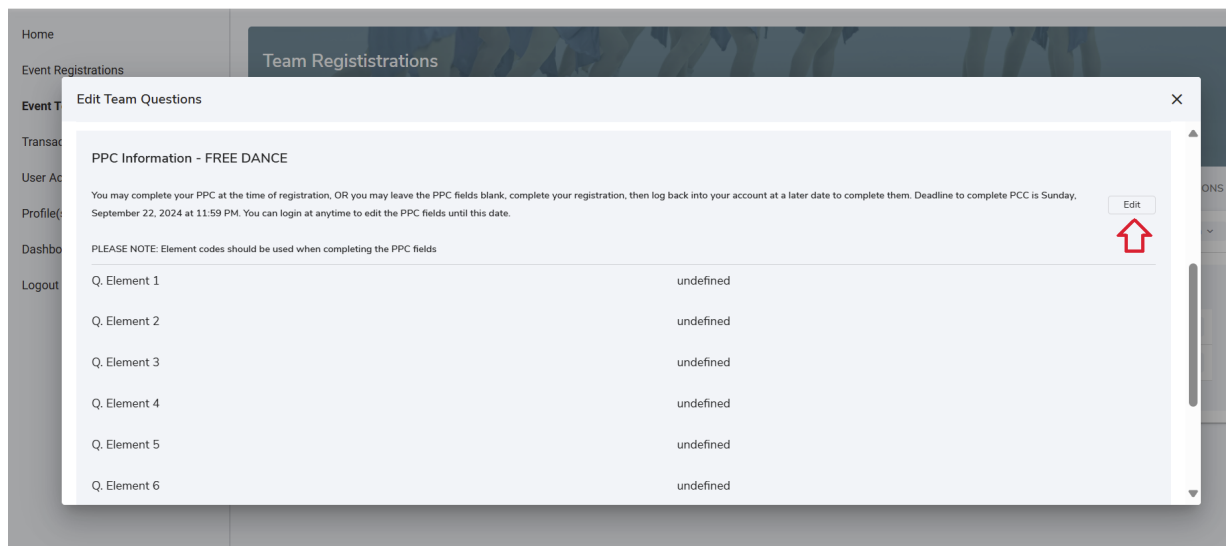 Home
Team Regististrations
Event Registrations
Edit Team Questions
Event T
Transac
PPC Information - FREE DANCE
User Ac
You may complete your PPC at the time of registration, OR you may leave the PPC fields blank, complete your registration, then log back into your account at a later date to complete them. Deadline to complete PCC is Sunday,
September 22, 2024 at 11:59 PM. You can login at anytime to edit the PPC fields until this date.
Edit
ONS
Profile(
Dashbo
PLEASE NOTE: Element codes should be used when completing the PPC fields
Logout
Q. Element 1 undefined
Q. Element 2 undefined
Q. Element 3 undefined
Q. Element 4 undefined
Q. Element 5 undefined
Q. Element 6 undefined